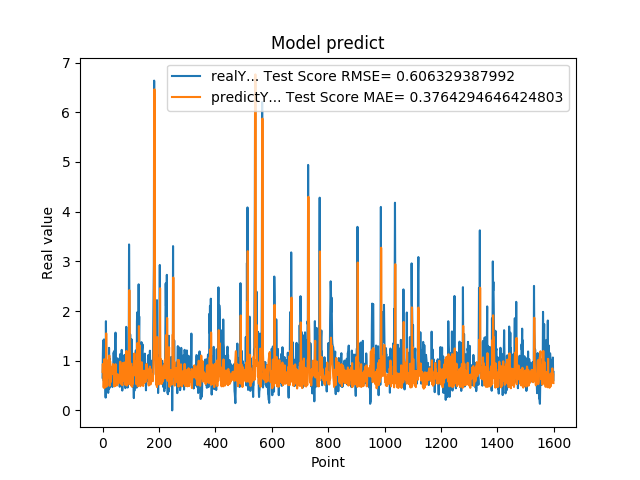 Model predict
realY... Test Score RMSE= 0.606329387992
predictY... Test Score MAE= 0.3764294646424803
7
6
5
4
3
2
1
0
Real value
0 200 400 600 800 1000 1200 1400 1600
Point